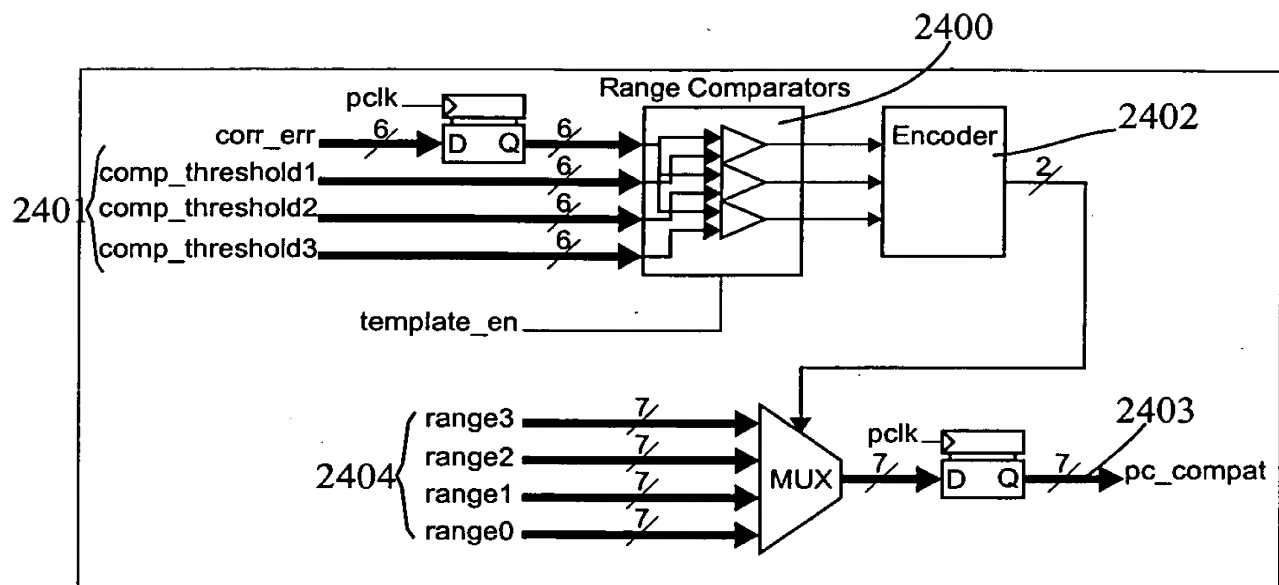 2400
Range Comparators
pclk
corr_err 6 D Q 6
Encoder
2402
comp_threshold1 6
2
2401
comp_threshold2 6
comp_threshold3 6
template_en
range3 7
2403
pclk
range2 7
2404
MUX 7 D Q 7 pc_compat
range1 7
range0 7